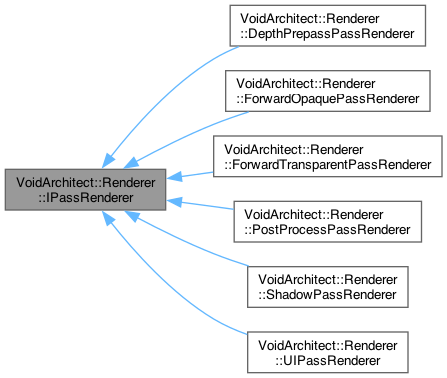 VoidArchitect::Renderer
::DepthPrepassPassRenderer
VoidArchitect::Renderer
::ForwardOpaquePassRenderer
VoidArchitect::Renderer
::ForwardTransparentPassRenderer
VoidArchitect::Renderer
::IPassRenderer
VoidArchitect::Renderer
::PostProcessPassRenderer
VoidArchitect::Renderer
::ShadowPassRenderer
VoidArchitect::Renderer
::UIPassRenderer